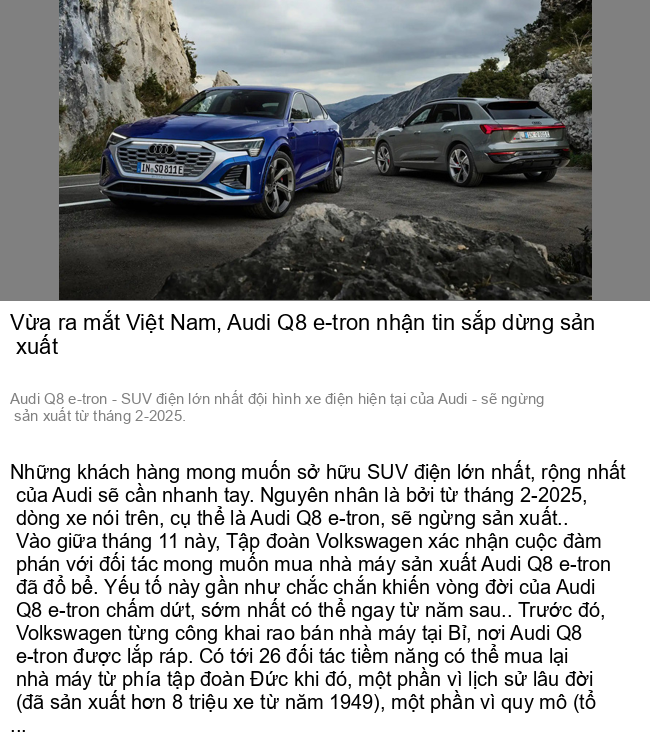 IN SQ 811E
Vừa ra mắt Việt Nam, Audi Q8 e-tron nhận tin sắp dừng sản
xuất
Audi Q8 e-tron - SUV điện lớn nhất đội hình xe điện hiện tại của Audi - sẽ ngừng
sản xuất từ tháng 2-2025.
Những khách hàng mong muốn sở hữu SUV điện lớn nhất, rộng nhất
của Audi sẽ cần nhanh tay. Nguyên nhân là bởi từ tháng 2-2025,
dòng xe nói trên, cụ thể là Audi Q8 e-tron, sẽ ngừng sản xuất..
Vào giữa tháng 11 này, Tập đoàn Volkswagen xác nhận cuộc đàm
phán với đối tác mong muốn mua nhà máy sản xuất Audi Q8 e-tron
đã đổ bể. Yếu tố này gần như chắc chắn khiến vòng đời của Audi
Q8 e-tron chấm dứt, sớm nhất có thể ngay từ năm sau.. Trước đó,
Volkswagen từng công khai rao bán nhà máy tại Bỉ, nơi Audi Q8
e-tron được lắp ráp. Có tới 26 đối tác tiềm năng có thể mua lại
nhà máy từ phía tập đoàn Đức khi đó, một phần vì lịch sử lâu đời
(đã sản xuất hơn 8 triệu xe từ năm 1949), một phần vì quy mô (tổ
...